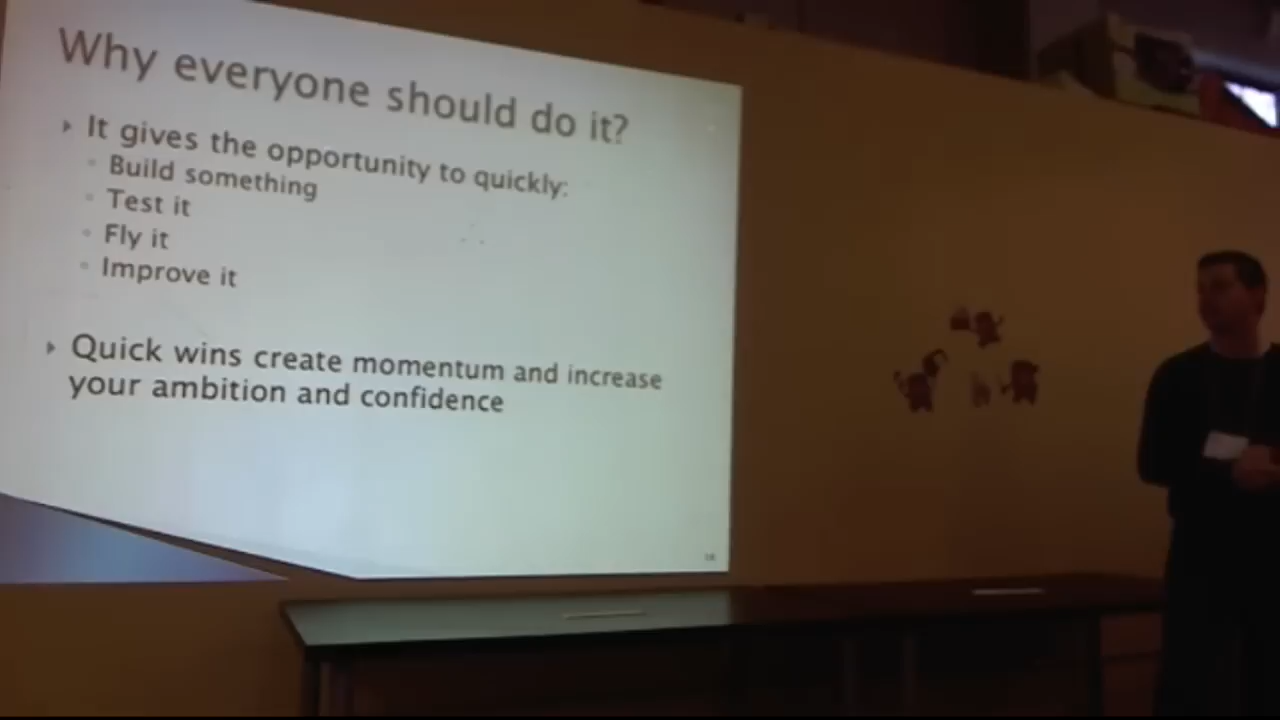 Why everyone should do it?
It gives the opportunity to quickly:
Build something
Test it
Fly it
Improve it
Quick wins create momentum and increase
your ambition and confidence